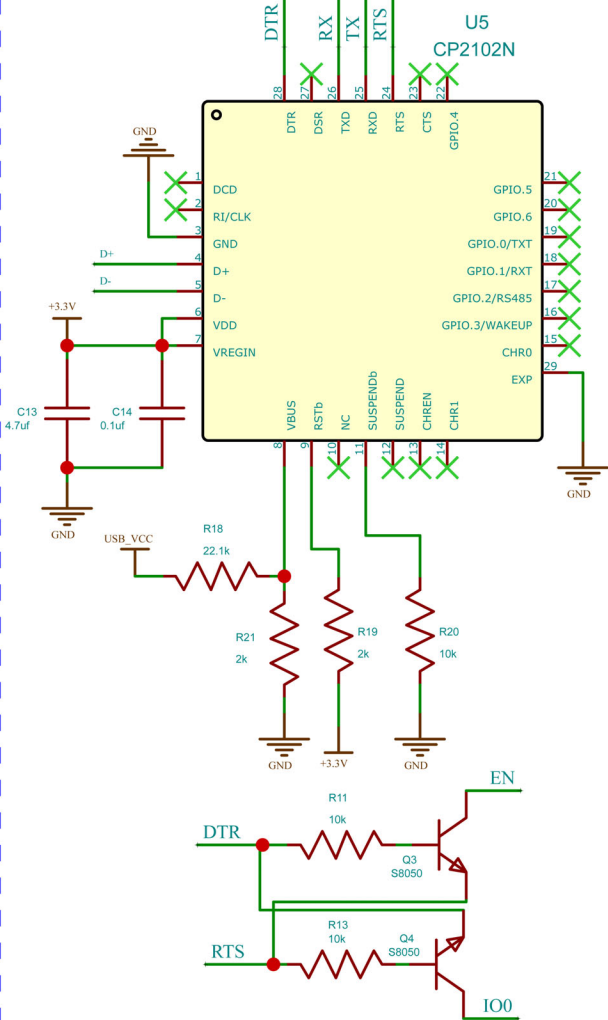 DTR
RX
TX
RTS
U5
CP2102N
28
27
26
25
24
23
22
DTR
DSR
TXD
RXD
RTS
CTS
GPIO.4
GND
1
DCD
2
RI/CLK
3
GND
D+
4
D+
D-
5
D-
+3.3V
6
VDD
7
VREGIN
21
GPIO.5
20
GPIO.6
19
GPIO.0/TXT
18
GPIO.1/RXT
17
GPIO.2/RS485
16
GPIO.3/WAKEUP
15
CHR0
29
EXP
VBUS
RSTb
NC
SUSPENDb
SUSPEND
CHREN
CHR1
8
9
10
11
12
13
14
C13
4.7uf
C14
0.1uf
GND
GND
USB_VCC
R18
22.1k
R21
2k
R19
2k
R20
10k
GND
+3.3V
GND
EN
R11
10k
DTR
Q3
S8050
R13
10k
Q4
S8050
RTS
IO0